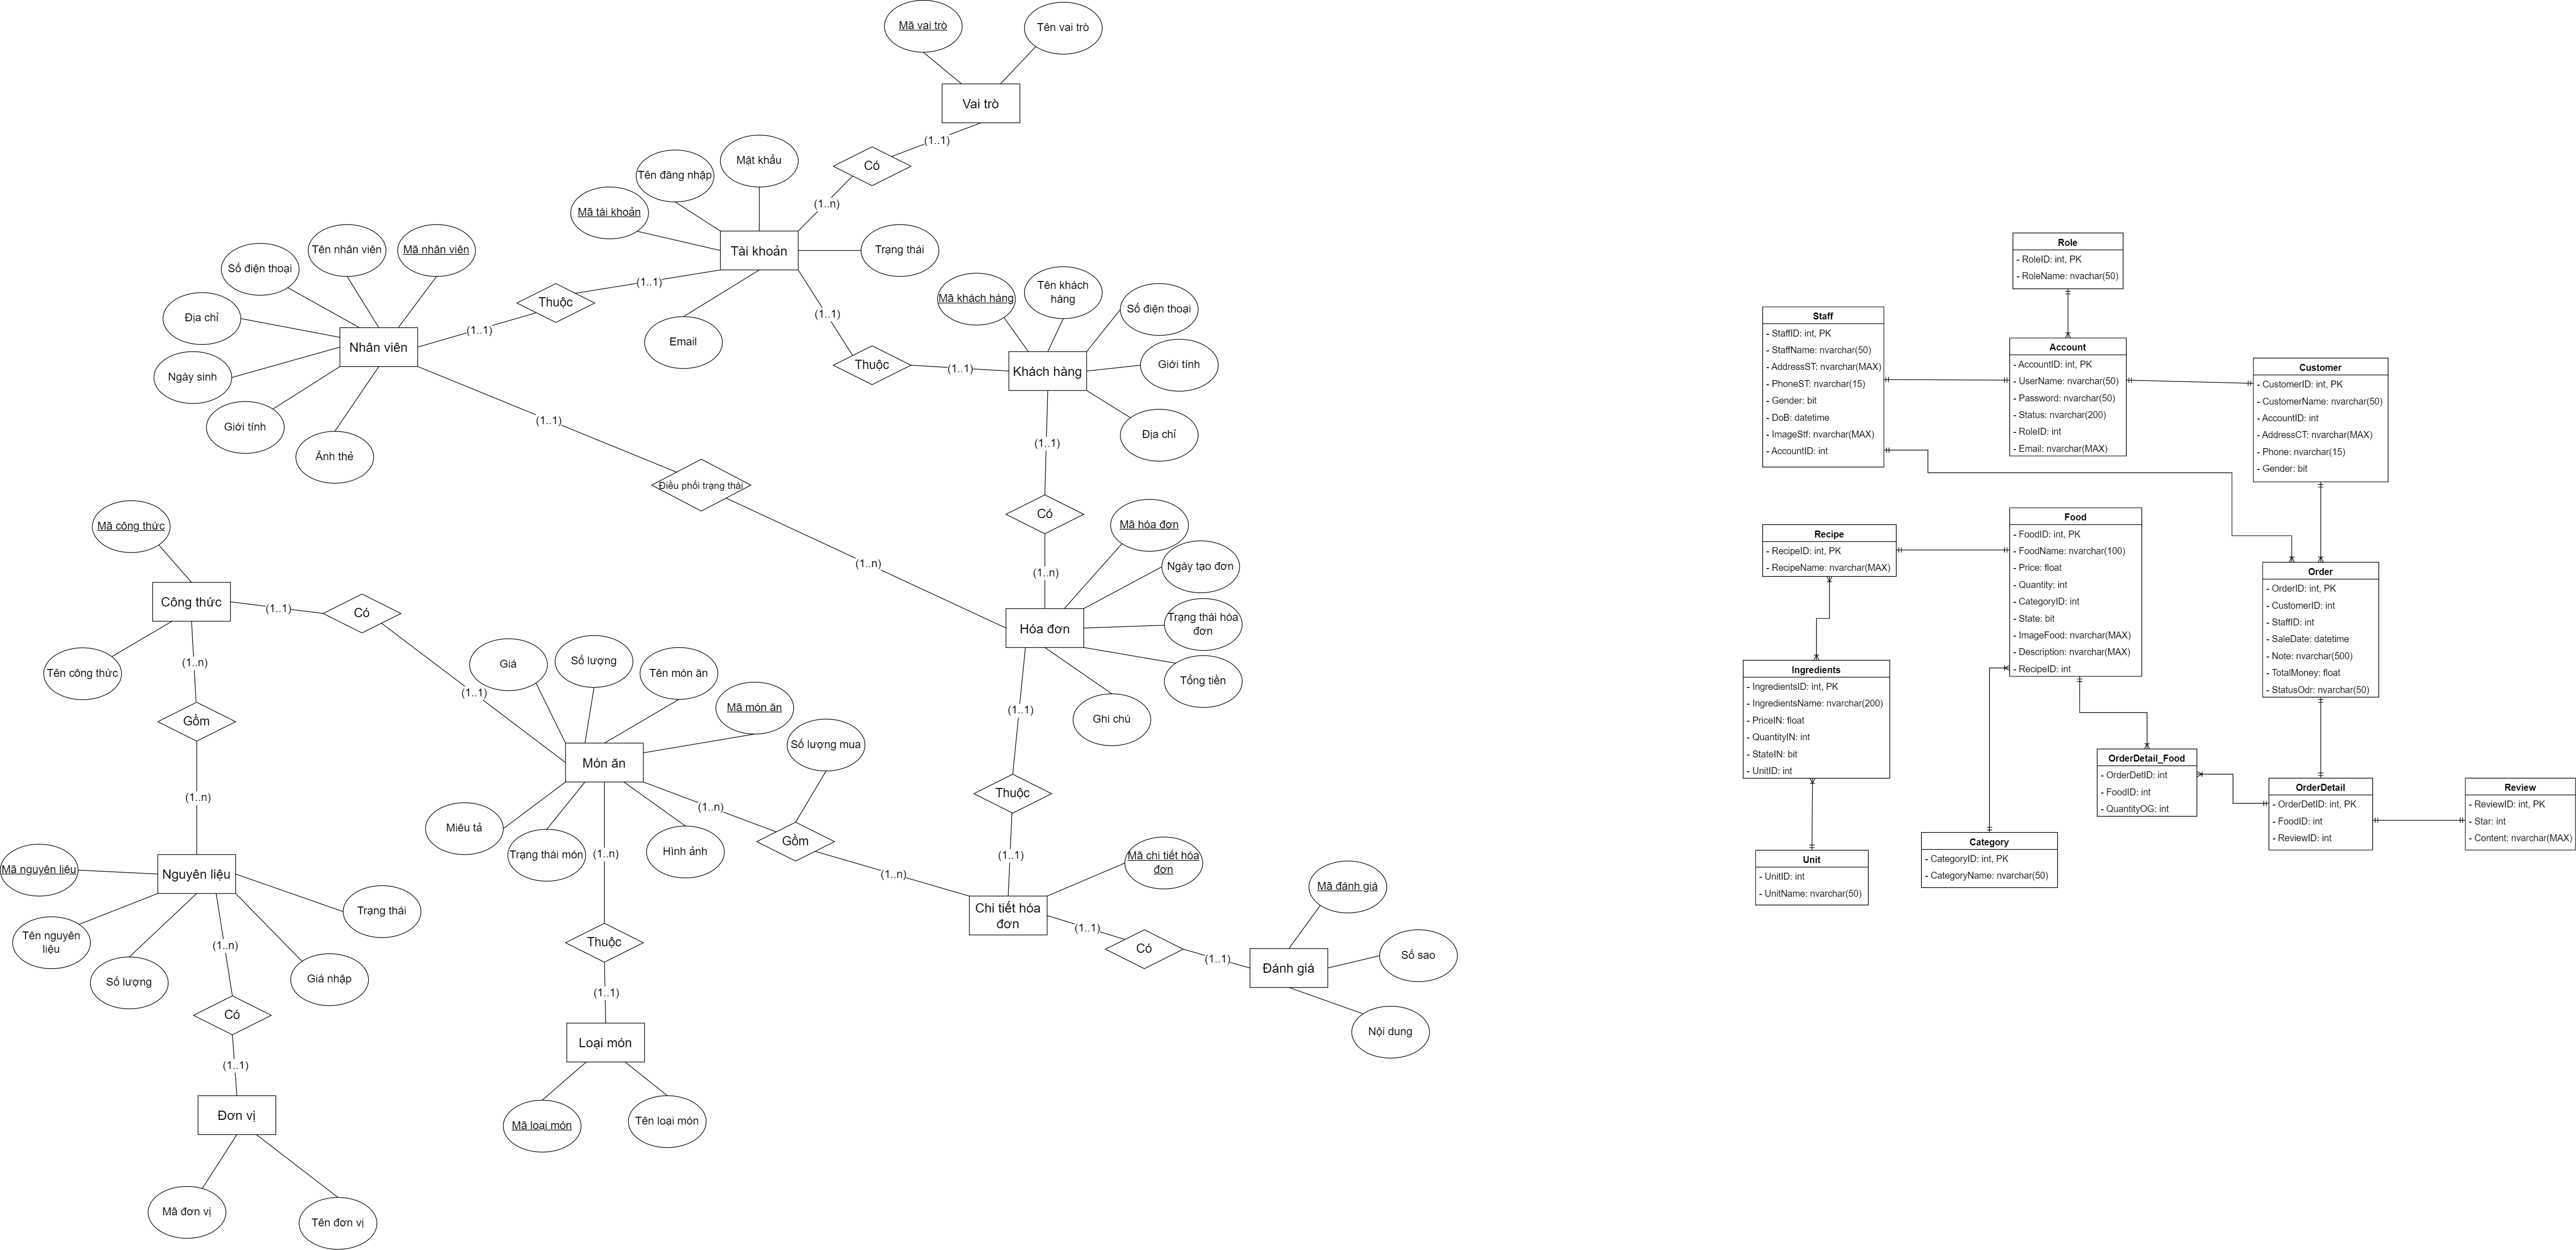 Mã vai trò
Tên vai trò
Vai trò
(1..1)
Có
(1..n)
Mật khẩu
Tên đăng nhập
Mã tài khoản
Tài khoản
Trạng thái
Email
(1..1)
Thuộc
(1..1)
Tên nhân viên
Mã nhân viên
Số điện thoại
Địa chỉ
Ngày sinh
Giới tính
Ảnh thẻ
Nhân viên
(1..1)
Thuộc
(1..1)
Mã khách hàng
Tên khách
hàng
Số điện thoại
Giới tính
Địa chỉ
Khách hàng
(1..1)
Điều phối trạng thái
(1..n)
(1..1)
Có
(1..n)
Mã hóa đơn
Ngày tạo đơn
Trạng thái hóa
đơn
Tổng tiền
Ghi chú
Hóa đơn
Mã công thức
Công thức
Tên công thức
(1..1)
Có
(1..1)
(1..n)
Gồm
(1..n)
Giá
Số lượng
Tên món ăn
Mã món ăn
Món ăn
Miêu tả
Trạng thái món
Hình ảnh
Số lượng mua
(1..n)
Gồm
(1..n)
(1..1)
Thuộc
(1..1)
Mã chi tiết hóa
đơn
Chi tiết hóa
đơn
(1..1)
Có
(1..1)
Mã đánh giá
Đánh giá
Số sao
Nội dung
Mã nguyên liệu
Nguyên liệu
Tên nguyên
liệu
Số lượng
Giá nhập
Trạng thái
(1..n)
Có
(1..1)
Đơn vị
Mã đơn vị
Tên đơn vị
(1..n)
Thuộc
(1..1)
Loại món
Mã loại món
Tên loại món
Role
- RoleID: int, PK
- RoleName: nvachar(50)
Staff
- StaffID: int, PK
- StaffName: nvarchar(50)
- AddressST: nvarchar(MAX)
- PhoneST: nvarchar(15)
- Gender: bit
- DoB: datetime
- ImageStf: nvarchar(MAX)
- AccountID: int
Account
- AccountID: int, PK
- UserName: nvarchar(50)
- Password: nvarchar(50)
- Status: nvarchar(200)
- RoleID: int
- Email: nvarchar(MAX)
Customer
- CustomerID: int, PK
- CustomerName: nvarchar(50)
- AccountID: int
- AddressCT: nvarchar(MAX)
- Phone: nvarchar(15)
- Gender: bit
Recipe
- RecipeID: int, PK
- RecipeName: nvarchar(MAX)
Food
- FoodID: int, PK
- FoodName: nvarchar(100)
- Price: float
- Quantity: int
- CategoryID: int
- State: bit
- ImageFood: nvarchar(MAX)
- Description: nvarchar(MAX)
- RecipeID: int
Order
- OrderID: int, PK
- CustomerID: int
- StaffID: int
- SaleDate: datetime
- Note: nvarchar(500)
- TotalMoney: float
- StatusOdr: nvarchar(50)
Ingredients
- IngredientsID: int, PK
- IngredientsName: nvarchar(200)
- PriceIN: float
- QuantityIN: int
- StateIN: bit
- UnitID: int
OrderDetail_Food
- OrderDetID: int
- FoodID: int
- QuantityOG: int
OrderDetail
- OrderDetID: int, PK
- FoodID: int
- ReviewID: int
Review
- ReviewID: int, PK
- Star: int
- Content: nvarchar(MAX)
Unit
- UnitID: int
- UnitName: nvarchar(50)
Category
- CategoryID: int, PK
- CategoryName: nvarchar(50)